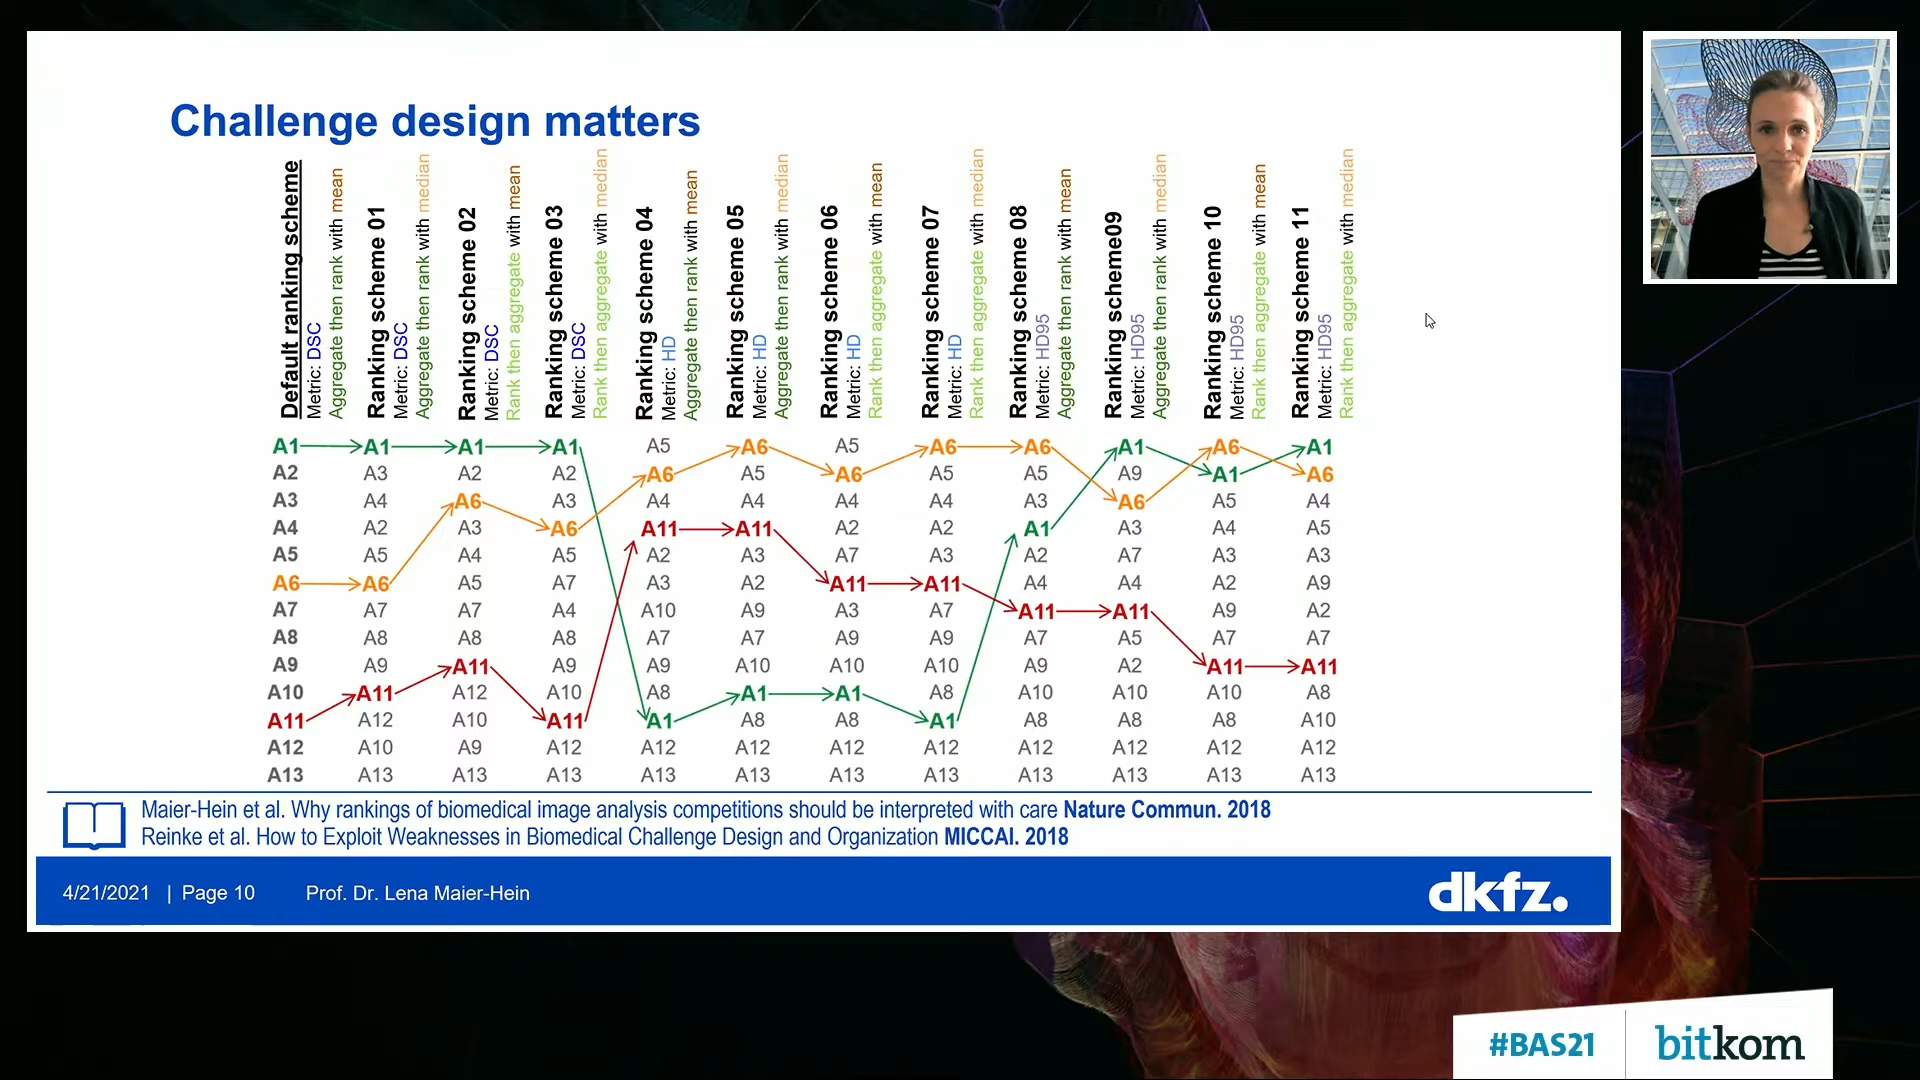 Challenge design matters
Default ranking scheme
Metric: DSC
Aggregate then rank with mean
Ranking scheme 01
Metric: DSC
Aggregate then rank with median
Ranking scheme 02
Metric: DSC
Rank then aggregate with mean
Ranking scheme 03
Metric: DSC
Rank then aggregate with median
Ranking scheme 04
Metric: HD
Aggregate then rank with mean
Ranking scheme 05
Metric: HD
Aggregate then rank with median
Ranking scheme 06
Metric: HD
Rank then aggregate with mean
Ranking scheme 07
Metric: HD
Rank then aggregate with median
Ranking scheme 08
Metric: HD95
Aggregate then rank with mean
Ranking scheme09
Metric: HD95
Aggregate then rank with median
Ranking scheme 10
Metric: HD95
Rank then aggregate with mean
Ranking scheme 11
Metric: HD95
Rank then aggregate with median
A1 A1 A1 A1 A5 A6 A5 A6 A6 A1 A6 A1
A2 A3 A2 A2 A6 A5 A6 A5 A5 A9 A1 A6
A3 A4 A6 A3 A4 A4 A4 A4 A3 A6 A5 A4
A4 A2 A3 A6 A11 A11 A2 A2 A1 A3 A4 A5
A5 A5 A4 A5 A2 A3 A7 A3 A2 A7 A3 A3
A6 A6 A5 A7 A3 A2 A11 A11 A4 A4 A2 A9
A7 A7 A7 A4 A10 A9 A3 A7 A11 A11 A9 A2
A8 A8 A8 A8 A7 A7 A9 A9 A7 A5 A7 A7
A9 A9 A11 A9 A9 A10 A10 A10 A9 A2 A11 A11
A10 A11 A12 A10 A8 A1 A1 A8 A10 A10 A10 A8
A11 A12 A10 A11 A1 A8 A8 A1 A8 A8 A8 A10
A12 A10 A9 A12 A12 A12 A12 A12 A12 A12 A12 A12
A13 A13 A13 A13 A13 A13 A13 A13 A13 A13 A13 A13
Maier-Hein et al. Why rankings of biomedical image analysis competitions should be interpreted with care Nature Commun. 2018
Reinke et al. How to Exploit Weaknesses in Biomedical Challenge Design and Organization MICCAI. 2018
4/21/2021 | Page 10 Prof. Dr. Lena Maier-Hein
dkfz.
#BAS21 bitkom